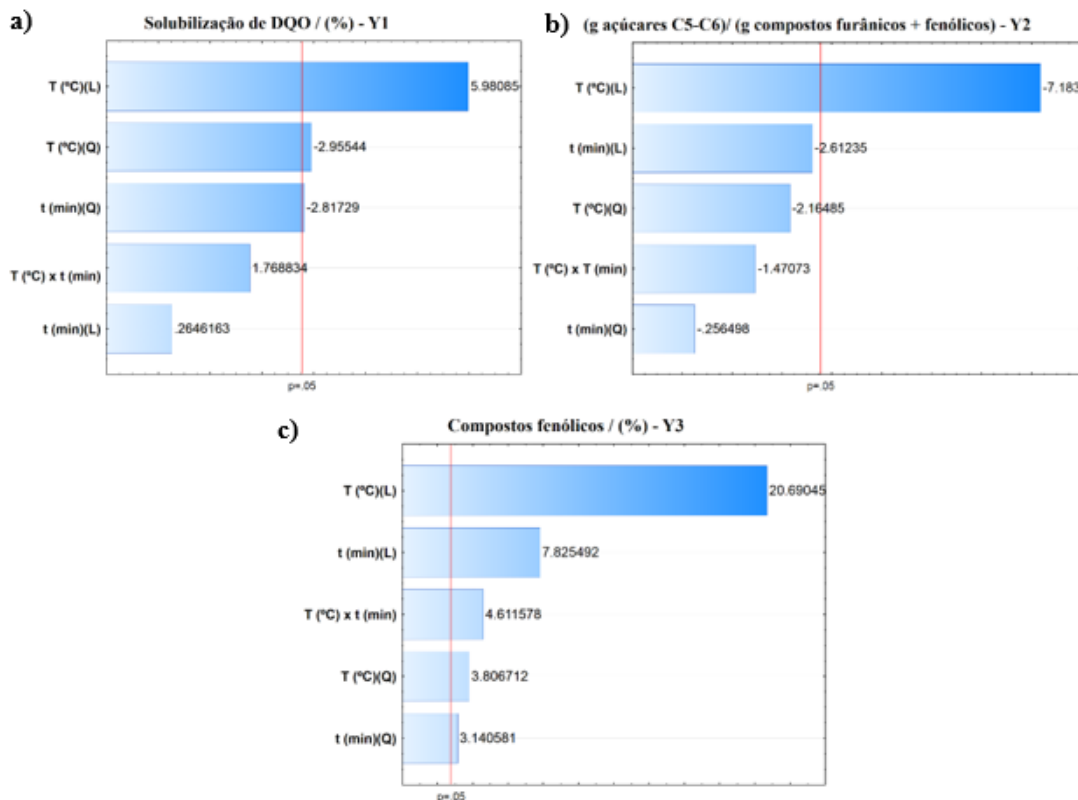 a)
Solubilização de DQO / (%) - Y1
T (ºC)(L)
5.98085
T (ºC)(Q)
-2.95544
t (min)(Q)
-2.81729
T (ºC) x t (min)
1.768834
t (min)(L)
.2646163
p=.05
b)
(g açúcares C5-C6)/ (g compostos furânicos + fenólicos) - Y2
T (ºC)(L)
-7.183
t (min)(L)
-2.61235
T (ºC)(Q)
-2.16485
T (ºC) x T (min)
-1.47073
t (min)(Q)
-.256498
p=.05
c)
Compostos fenólicos / (%) - Y3
T (ºC)(L)
20.69045
t (min)(L)
7.825492
T (ºC) x t (min)
4.611578
T (ºC)(Q)
3.806712
t (min)(Q)
3.140581
p=.05